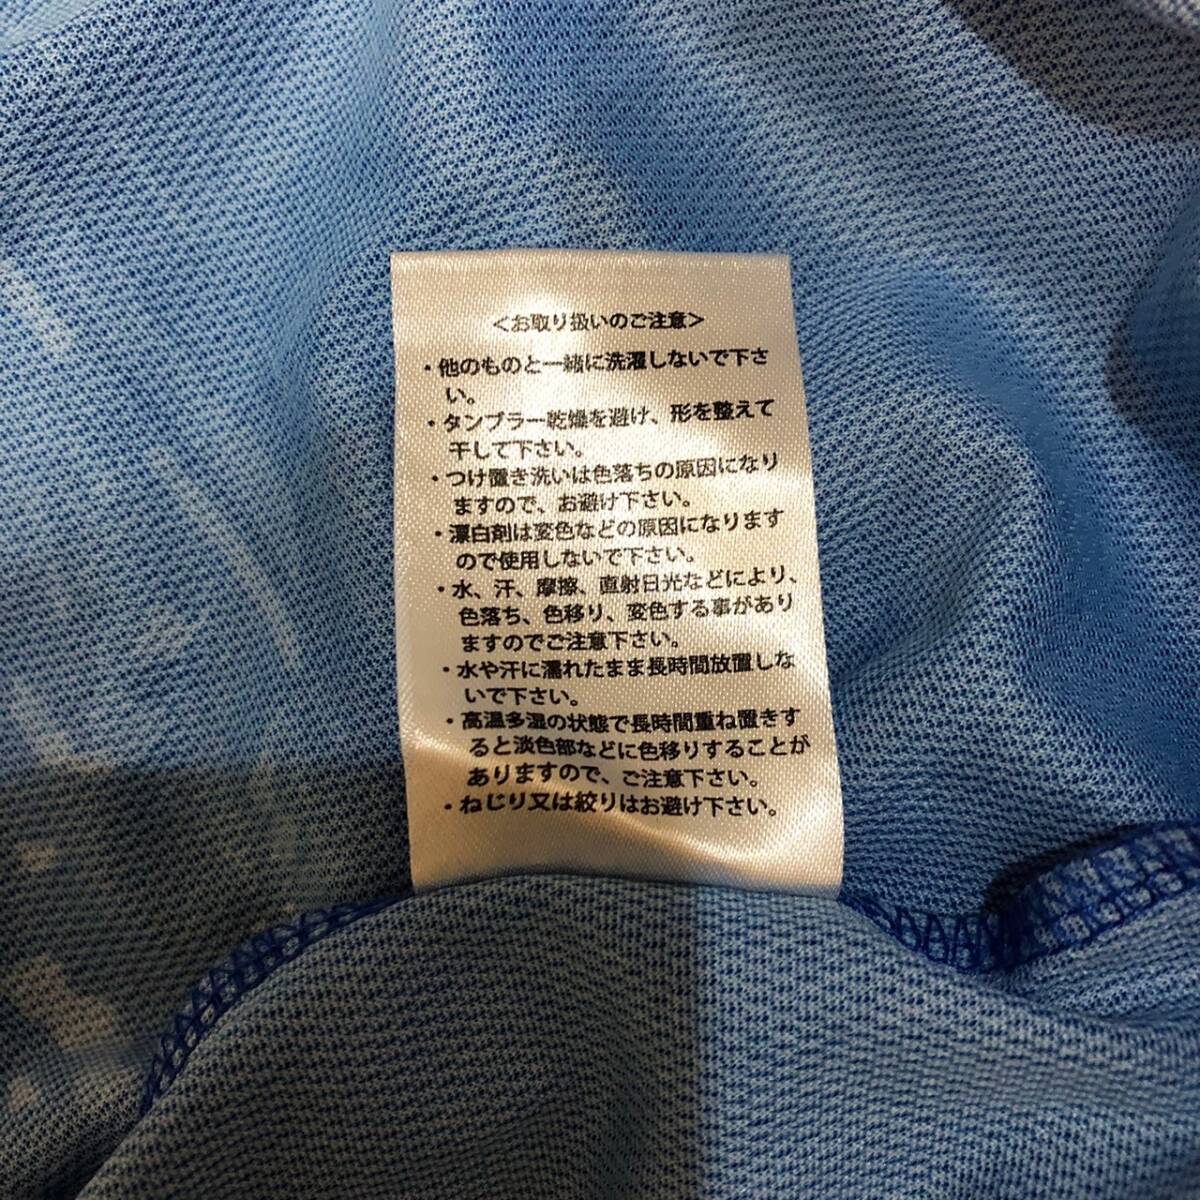 ＜お取り扱いのご注意＞
・他のものと一緒に洗濯しないで下さ
い。
・タンブラー乾燥を避け、形を整えて
干して下さい。
・つけ置き洗いは色落ちの原因になり
ますので、お避け下さい。
・漂白剤は変色などの原因になります
ので使用しないで下さい。
・水、汗、摩擦、直射日光などにより、
色落ち、色移り、変色する事があり
ますのでご注意下さい。
・水や汗に濡れたまま長時間放置しな
いで下さい。
・高温多湿の状態で長時間重ね置きす
ると淡色部などに色移りすることが
ありますので、ご注意下さい。
・ねじり又は絞りはお避け下さい。